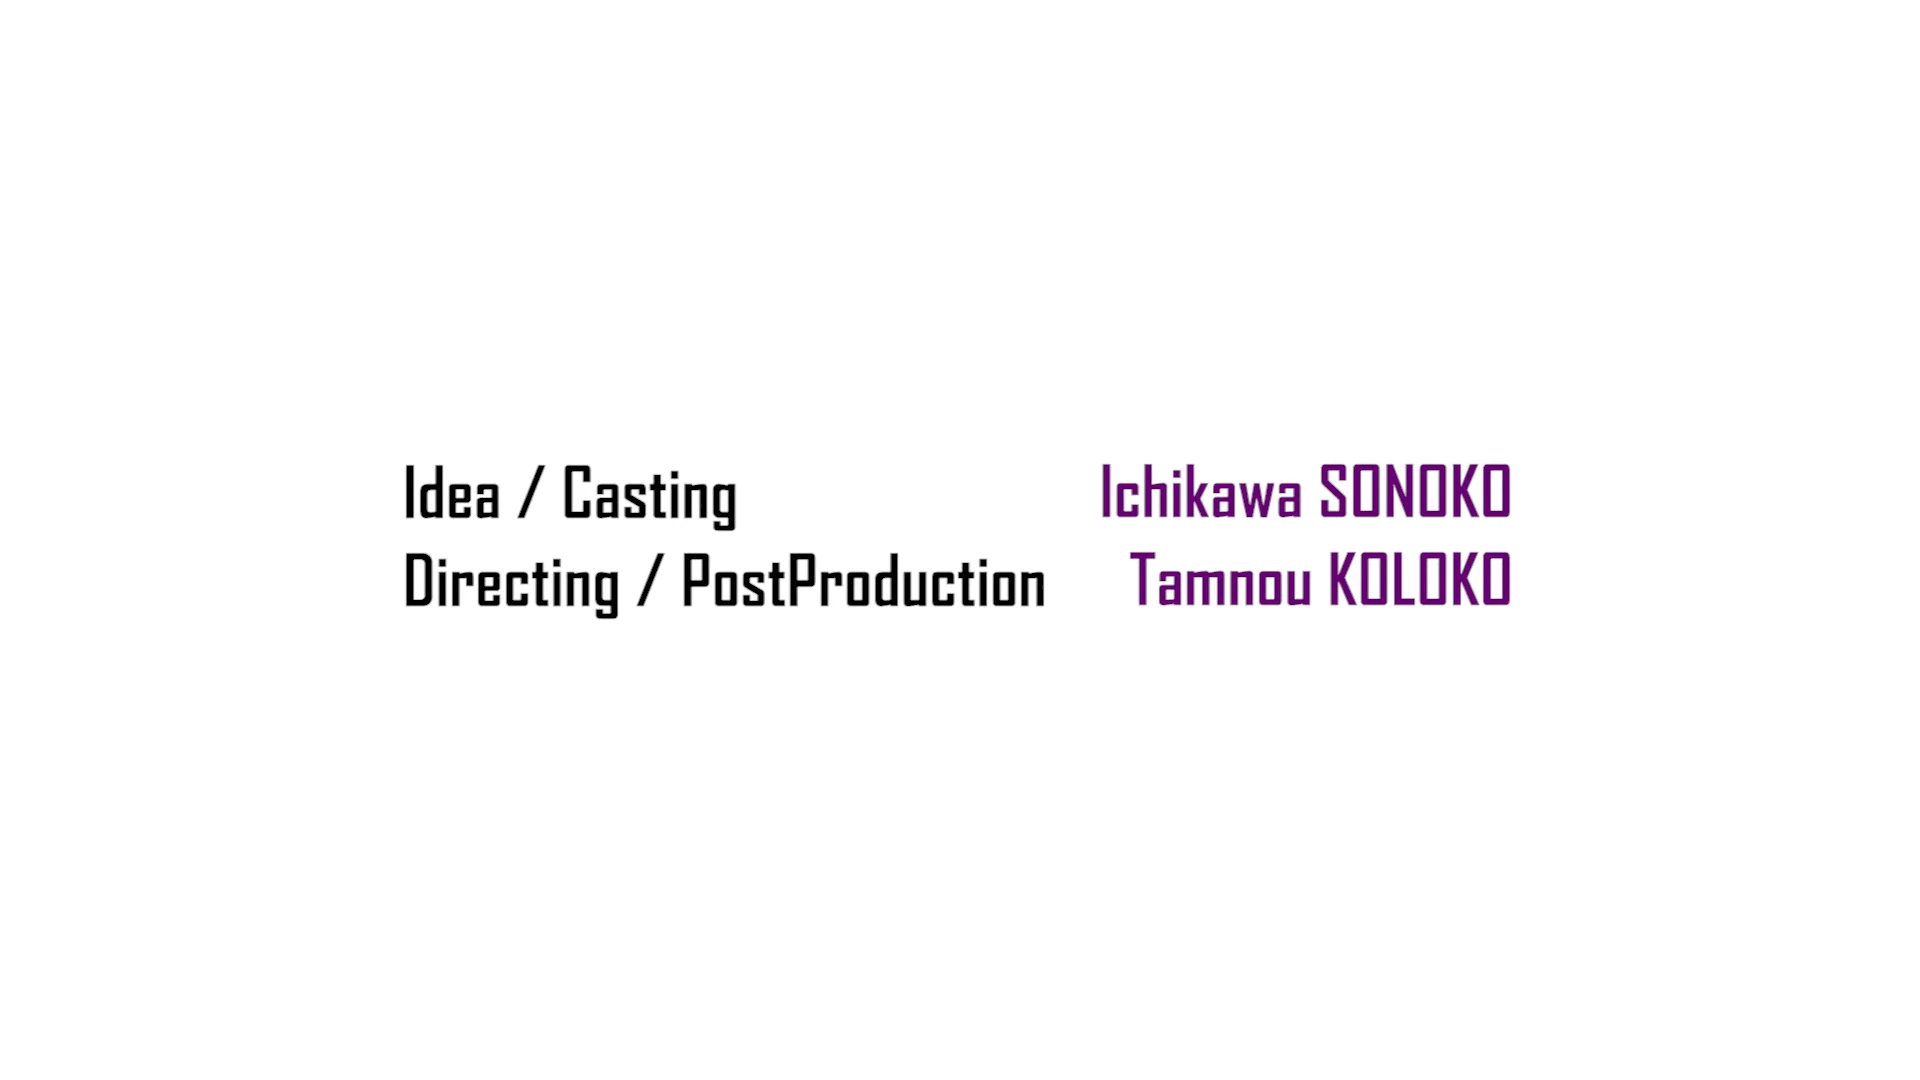 Idea / Casting Ichikawa SONOKO
Directing / PostProduction Tamnou KOLOKO